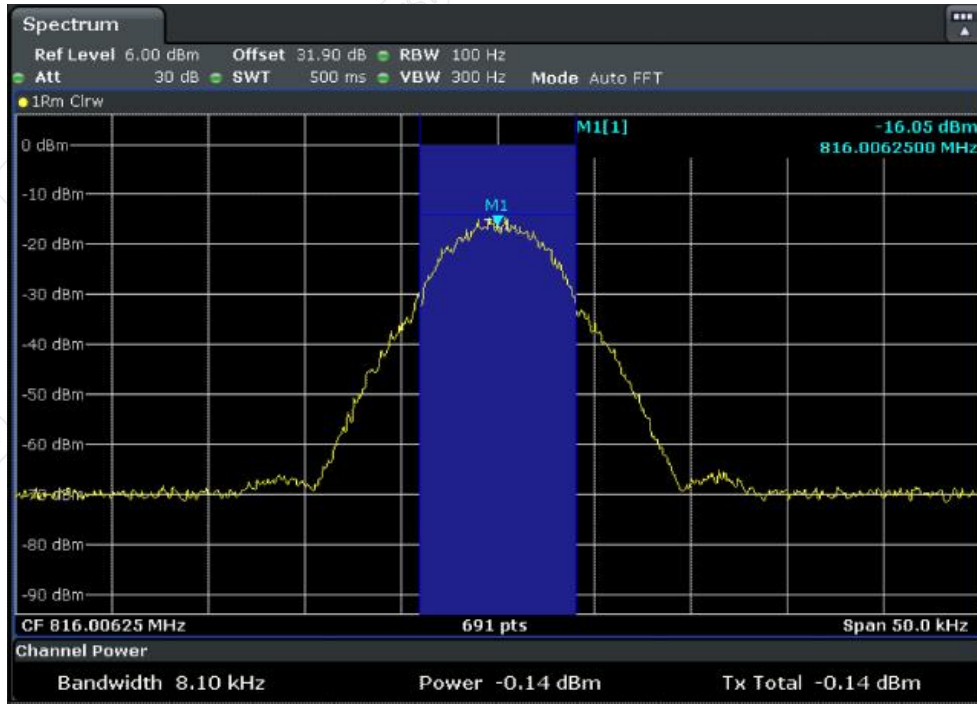 Spectrum
Ref Level 6.00 dBm Offset 31.90 dB RBW 100 Hz
Att 30 dB SWT 500 ms VBW 300 Hz Mode Auto FFT
1Rm Clrw
M1[1] -16.05 dBm
816.0062500 MHz
0 dBm
-10 dBm
M1
-20 dBm
-30 dBm
-40 dBm
-50 dBm
-60 dBm
-70 dBm
-80 dBm
-90 dBm
CF 816.00625 MHz 691 pts Span 50.0 kHz
Channel Power
Bandwidth 8.10 kHz Power -0.14 dBm Tx Total -0.14 dBm